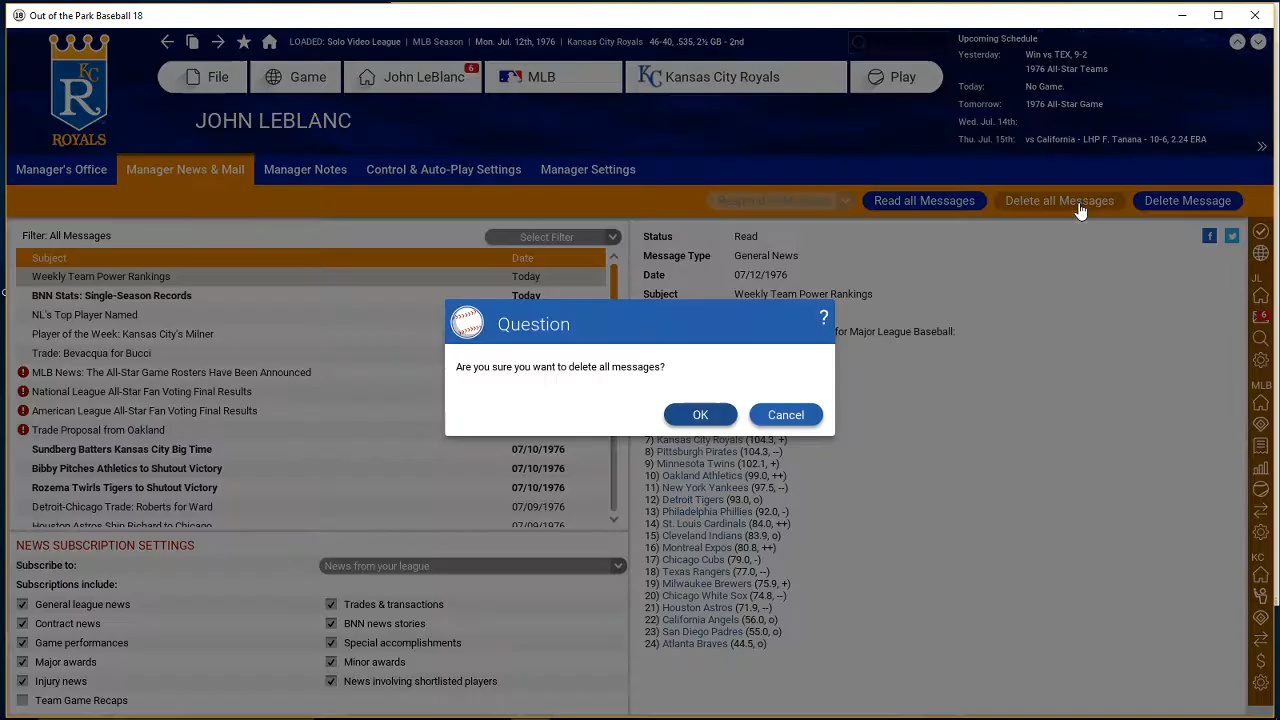 Out of the Park Baseball 18
LOADED: Solo Video League | MLB Season | Mon. Jul. 12th, 1976 | Kansas City Royals 46-40, .535, 2½ GB - 2nd
File Game John LeBlanc 6 MLB Kansas City Royals Play
KC
R
ROYALS
JOHN LEBLANC
Upcoming Schedule
Yesterday: Win vs TEX, 9-2
1976 All-Star Teams
Today: No Game.
Tomorrow: 1976 All-Star Game
Wed. Jul. 14th:
Thu. Jul. 15th: vs California - LHP F. Tanana - 10-6, 2.24 ERA
Manager's Office Manager News & Mail Manager Notes Control & Auto-Play Settings Manager Settings
Read all Messages Delete all Messages Delete Message
Filter: All Messages Select Filter
Subject Date
Weekly Team Power Rankings Today
BNN Stats: Single-Season Records Today
NL's Top Player Named
Player of the Week: Kansas City's Milner
Trade: Bevacqua for Bucci
MLB News: The All-Star Game Rosters Have Been Announced
National League All-Star Fan Voting Final Results
American League All-Star Fan Voting Final Results
Trade Proposal from Oakland
Sundberg Batters Kansas City Big Time 07/10/1976
Bibby Pitches Athletics to Shutout Victory 07/10/1976
Rozema Twirls Tigers to Shutout Victory 07/10/1976
Detroit-Chicago Trade: Roberts for Ward 07/09/1976
Houston Astros Ship Richard to Chicago 07/09/1976
NEWS SUBSCRIPTION SETTINGS
Subscribe to: News from your league
Subscriptions include:
General league news Trades & transactions
Contract news BNN news stories
Game performances Special accomplishments
Major awards Minor awards
Injury news News involving shortlisted players
Team Game Recaps
Status Read
Message Type General News
Date 07/12/1976
Subject Weekly Team Power Rankings
for Major League Baseball:
Question ?
Are you sure you want to delete all messages?
OK Cancel
7) Kansas City Royals (104.3, +)
8) Pittsburgh Pirates (104.3, --)
9) Minnesota Twins (102.1, +)
10) Oakland Athletics (99.0, ++)
11) New York Yankees (97.5, --)
12) Detroit Tigers (93.0, o)
13) Philadelphia Phillies (92.0, -)
14) St. Louis Cardinals (84.0, ++)
15) Cleveland Indians (83.9, o)
16) Montreal Expos (80.8, ++)
17) Chicago Cubs (79.0, -)
18) Texas Rangers (77.0, --)
19) Milwaukee Brewers (75.9, +)
20) Chicago White Sox (74.8, --)
21) Houston Astros (71.9, --)
22) California Angels (56.0, o)
23) San Diego Padres (55.0, o)
24) Atlanta Braves (44.5, o)
JL
6
MLB
KC